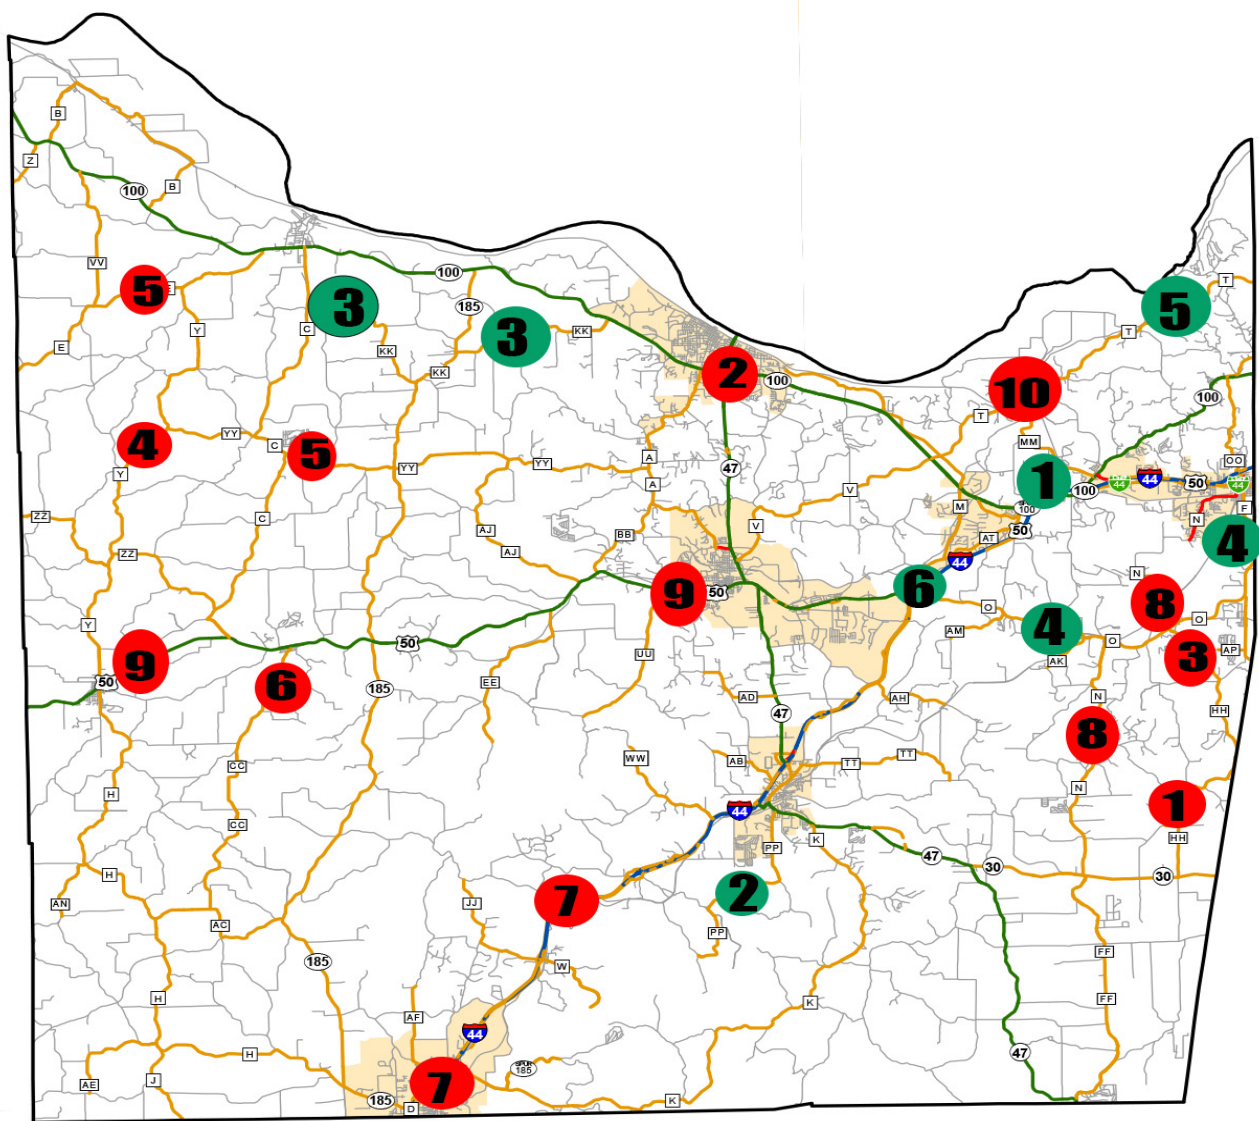 B
Z
100
B
VV
100
T
5
E
3
185
5
Y
C
3
KK
T
E
KK
KK
2
100
10
100
T
4
YY
C
5
MM
A
Y
YY
YY
47
OO
A
V
1
100
44
44
50
44
ZZ
C
M
100
N
F
AJ
BB
V
50
AT
4
AJ
ZZ
44
N
6
9
50
O
8
Y
AM
4
O
O
50
9
UU
AK
3
AP
50
6
185
EE
AD
AH
N
HH
47
8
CC
WW
AB
TT
TT
H
N
1
44
CC
K
HH
PP
47
30
H
30
AN
JJ
7
2
AC
PP
FF
185
W
H
K
FF
AF
44
H
47
SPUR
185
AE
J
7
185
D
K